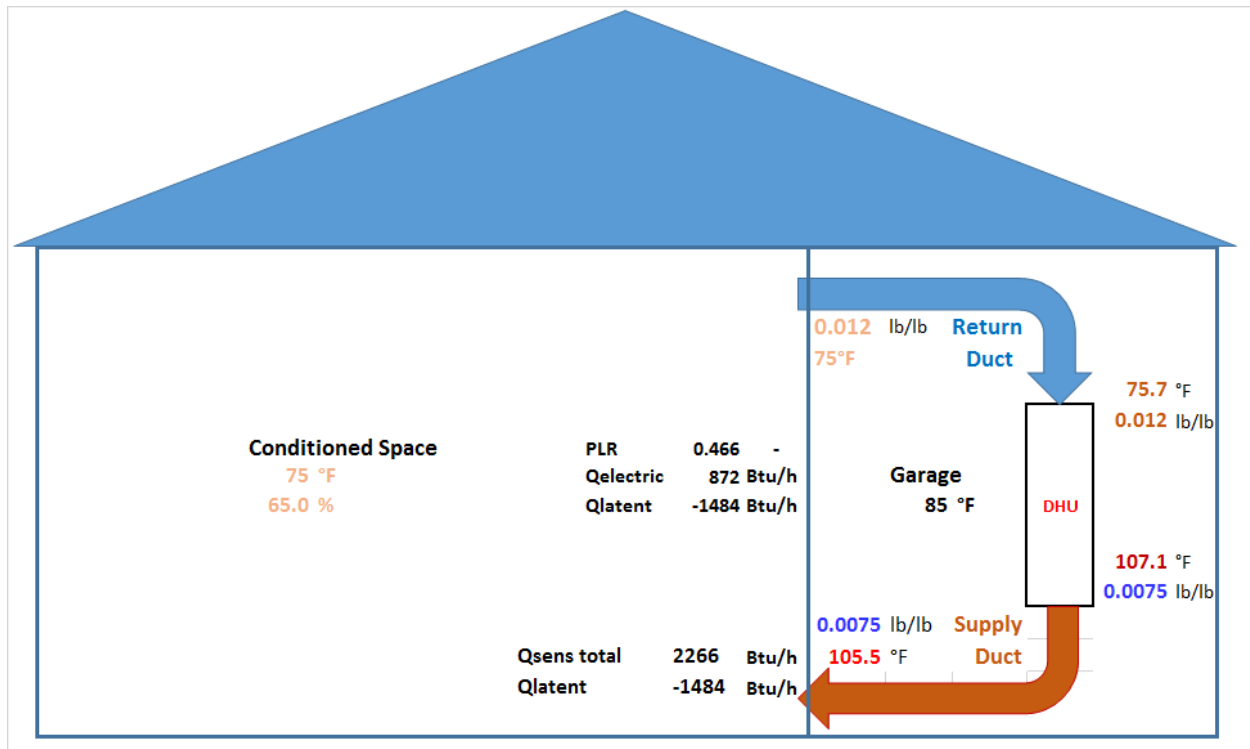 0.012 lb/lb Return
75°F Duct
75.7 °F
0.012 lb/lb
Conditioned Space
75 °F
65.0 %
PLR 0.466 -
Qelectric 872 Btu/h
Qlatent -1484 Btu/h
Garage
85 °F
DHU
107.1 °F
0.0075 lb/lb
0.0075 lb/lb Supply
105.5 °F Duct
Qsens total 2266 Btu/h
Qlatent -1484 Btu/h